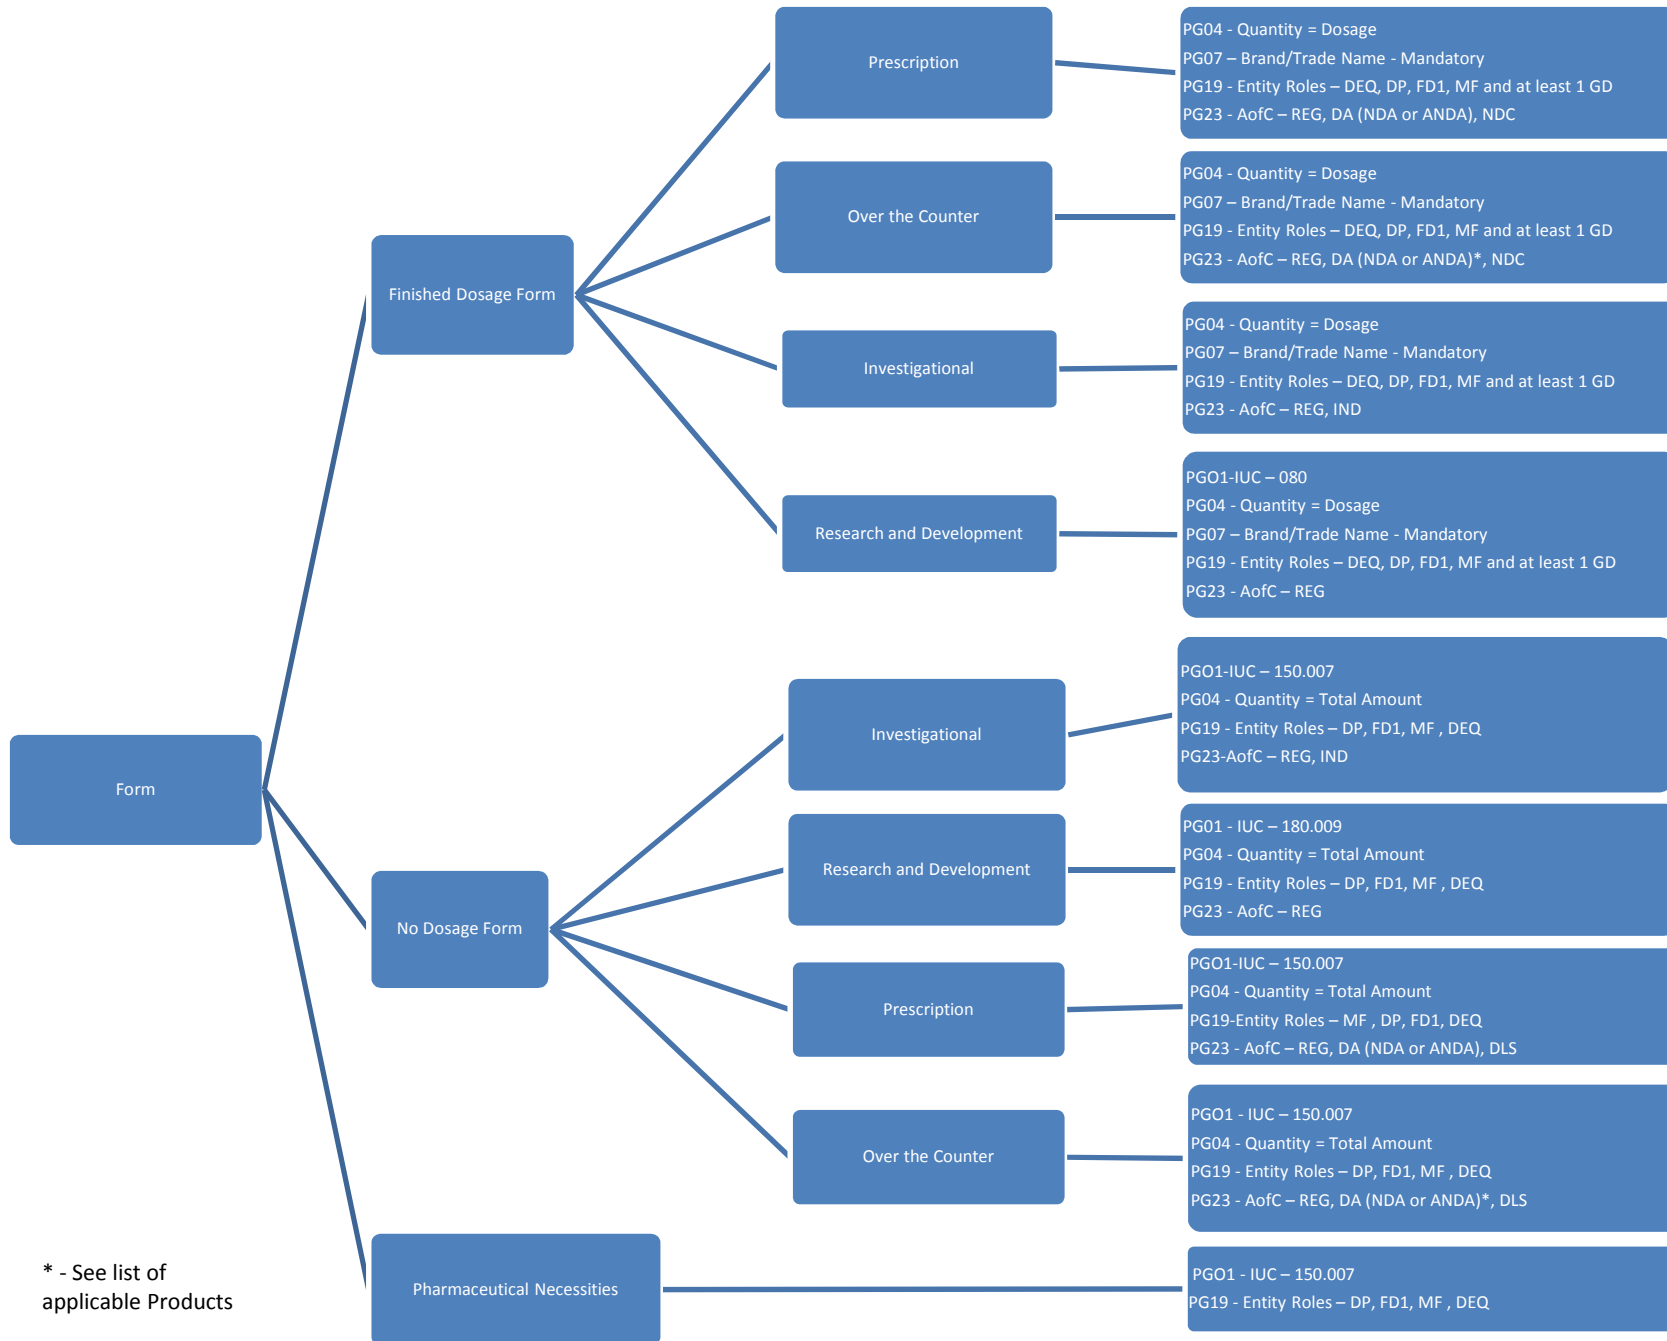 Form
Finished Dosage Form
Prescription
PG04 - Quantity = Dosage
PG07 – Brand/Trade Name - Mandatory
PG19 - Entity Roles – DEQ, DP, FD1, MF and at least 1 GD
PG23 - AofC – REG, DA (NDA or ANDA), NDC
Over the Counter
PG04 - Quantity = Dosage
PG07 – Brand/Trade Name - Mandatory
PG19 - Entity Roles – DEQ, DP, FD1, MF and at least 1 GD
PG23 - AofC – REG, DA (NDA or ANDA)*, NDC
Investigational
PG04 - Quantity = Dosage
PG07 – Brand/Trade Name - Mandatory
PG19 - Entity Roles – DEQ, DP, FD1, MF and at least 1 GD
PG23 - AofC – REG, IND
Research and Development
PGO1-IUC – 080
PG04 - Quantity = Dosage
PG07 – Brand/Trade Name - Mandatory
PG19 - Entity Roles – DEQ, DP, FD1, MF and at least 1 GD
PG23 - AofC – REG
No Dosage Form
Investigational
PGO1-IUC – 150.007
PG04 - Quantity = Total Amount
PG19 - Entity Roles – DP, FD1, MF , DEQ
PG23-AofC – REG, IND
Research and Development
PG01 - IUC – 180.009
PG04 - Quantity = Total Amount
PG19 - Entity Roles – DP, FD1, MF , DEQ
PG23 - AofC – REG
Prescription
PGO1-IUC – 150.007
PG04 - Quantity = Total Amount
PG19-Entity Roles – MF , DP, FD1, DEQ
PG23 - AofC – REG, DA (NDA or ANDA), DLS
Over the Counter
PGO1 - IUC – 150.007
PG04 - Quantity = Total Amount
PG19 - Entity Roles – DP, FD1, MF , DEQ
PG23 - AofC – REG, DA (NDA or ANDA)*, DLS
Pharmaceutical Necessities
PGO1 - IUC – 150.007
PG19 - Entity Roles – DP, FD1, MF , DEQ
* - See list of
applicable Products